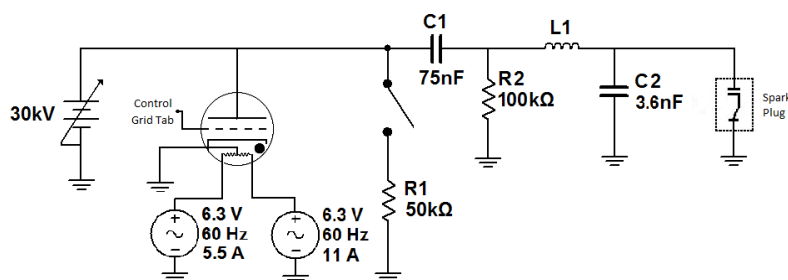 C1
75nF
L1
R2
100kΩ
C2
3.6nF
Spark
Plug
30kV
Control
Grid Tab
R1
50kΩ
+
6.3 V
60 Hz
5.5 A
+
6.3 V
60 Hz
11 A